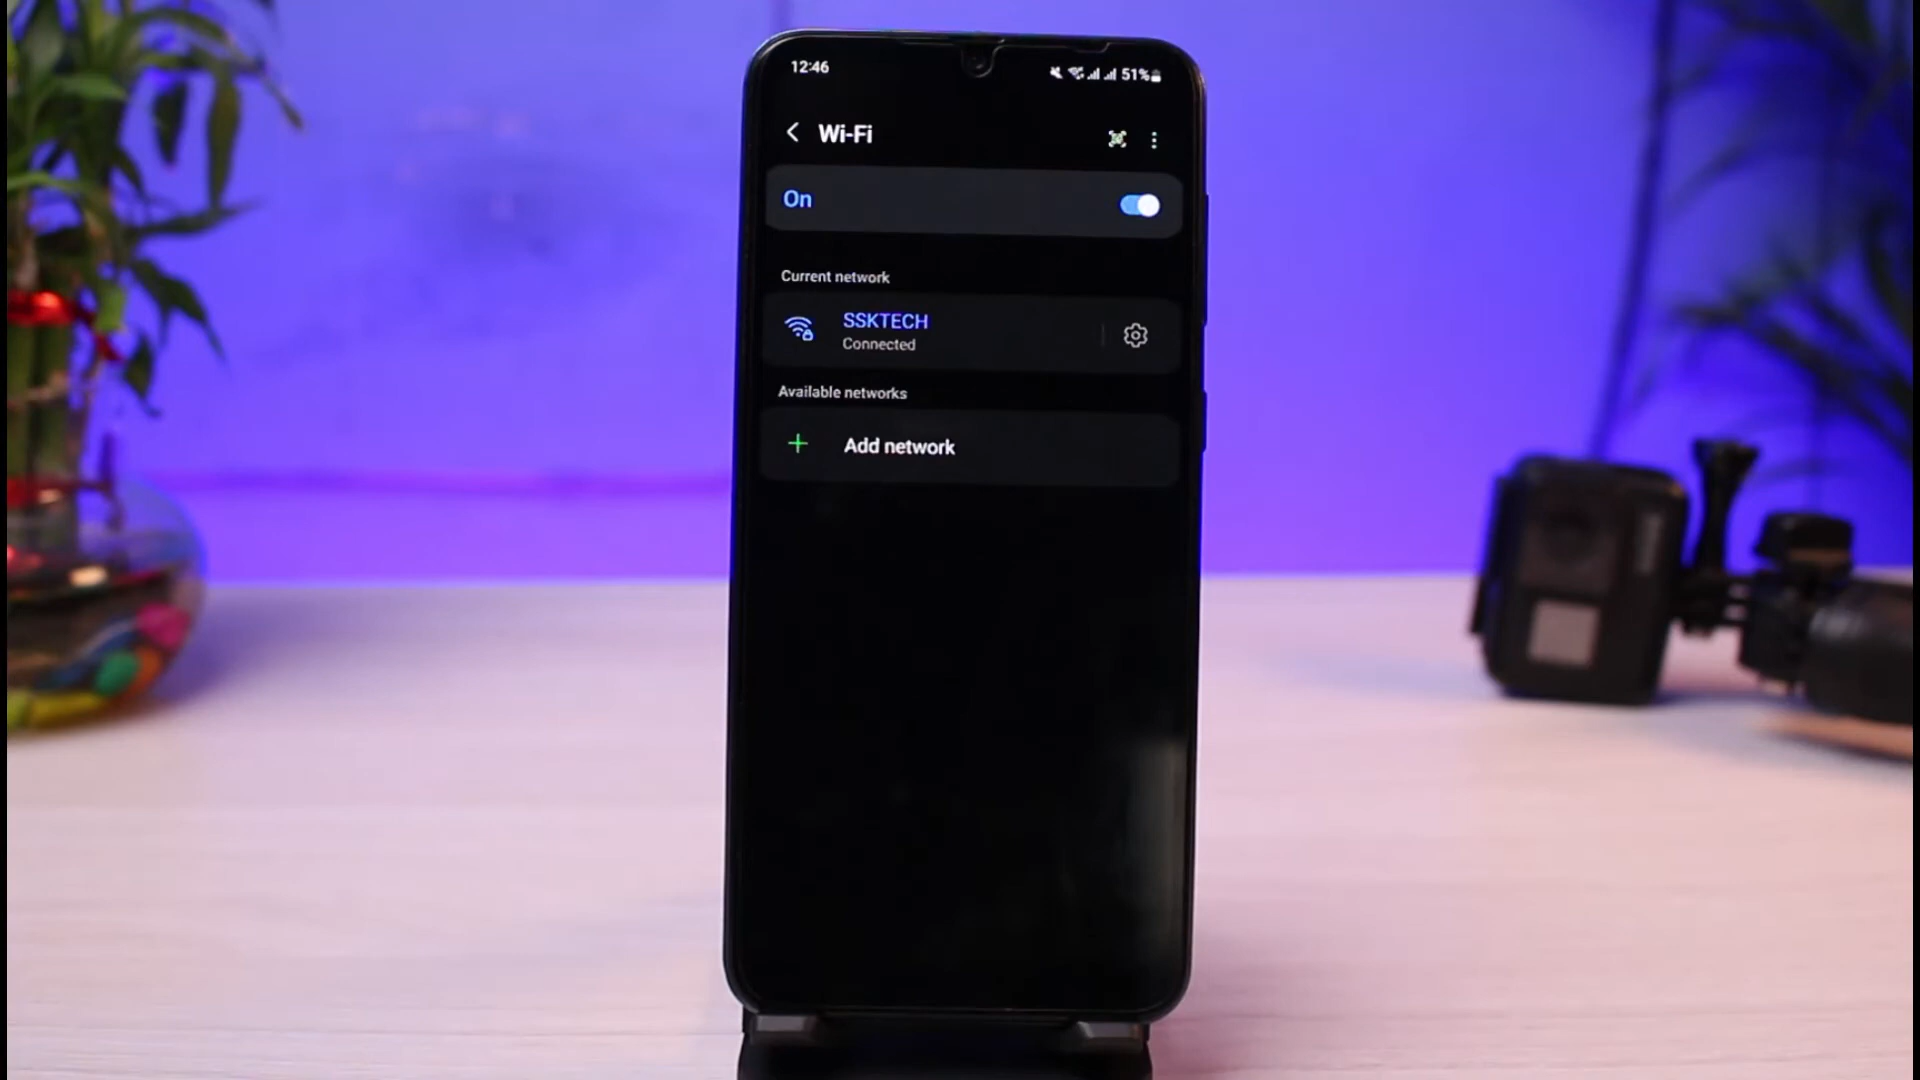 12:46
51%
Wi-Fi
On
Current network
SSKTECH
Connected
Available networks
Add network